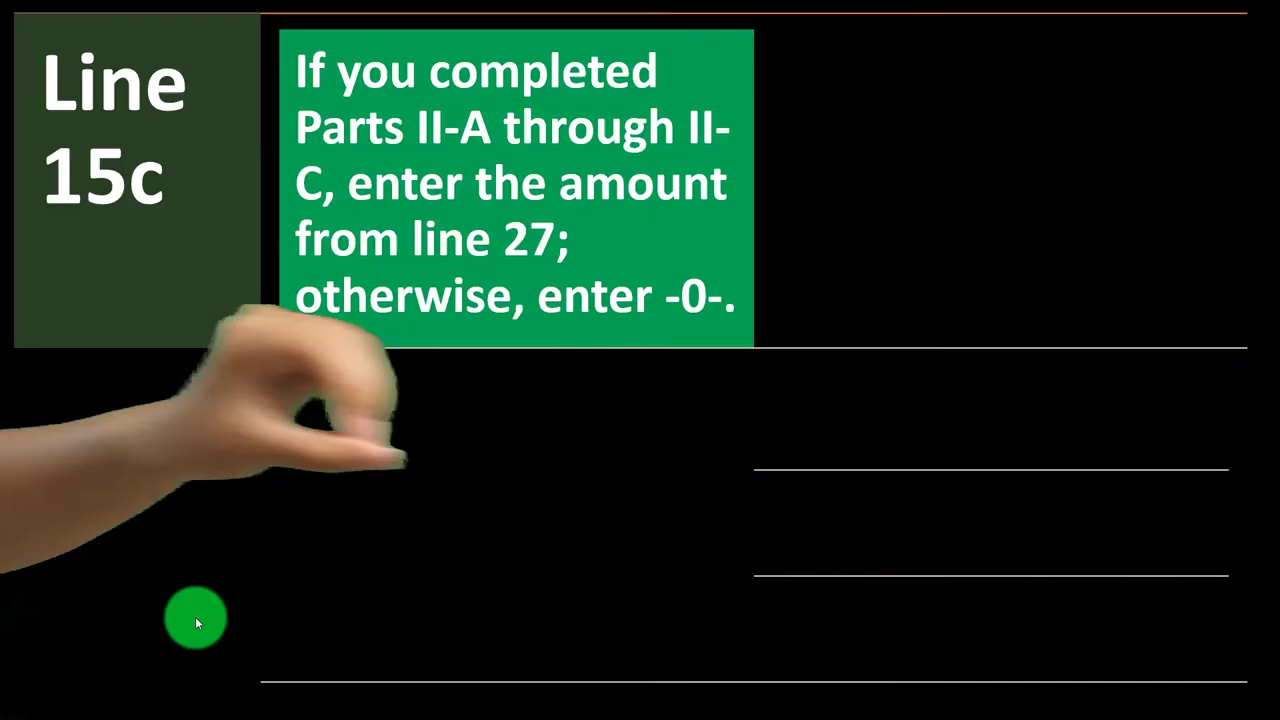 Line
15c
If you completed
Parts II-A through II-
C, enter the amount
from line 27;
otherwise, enter -0-.